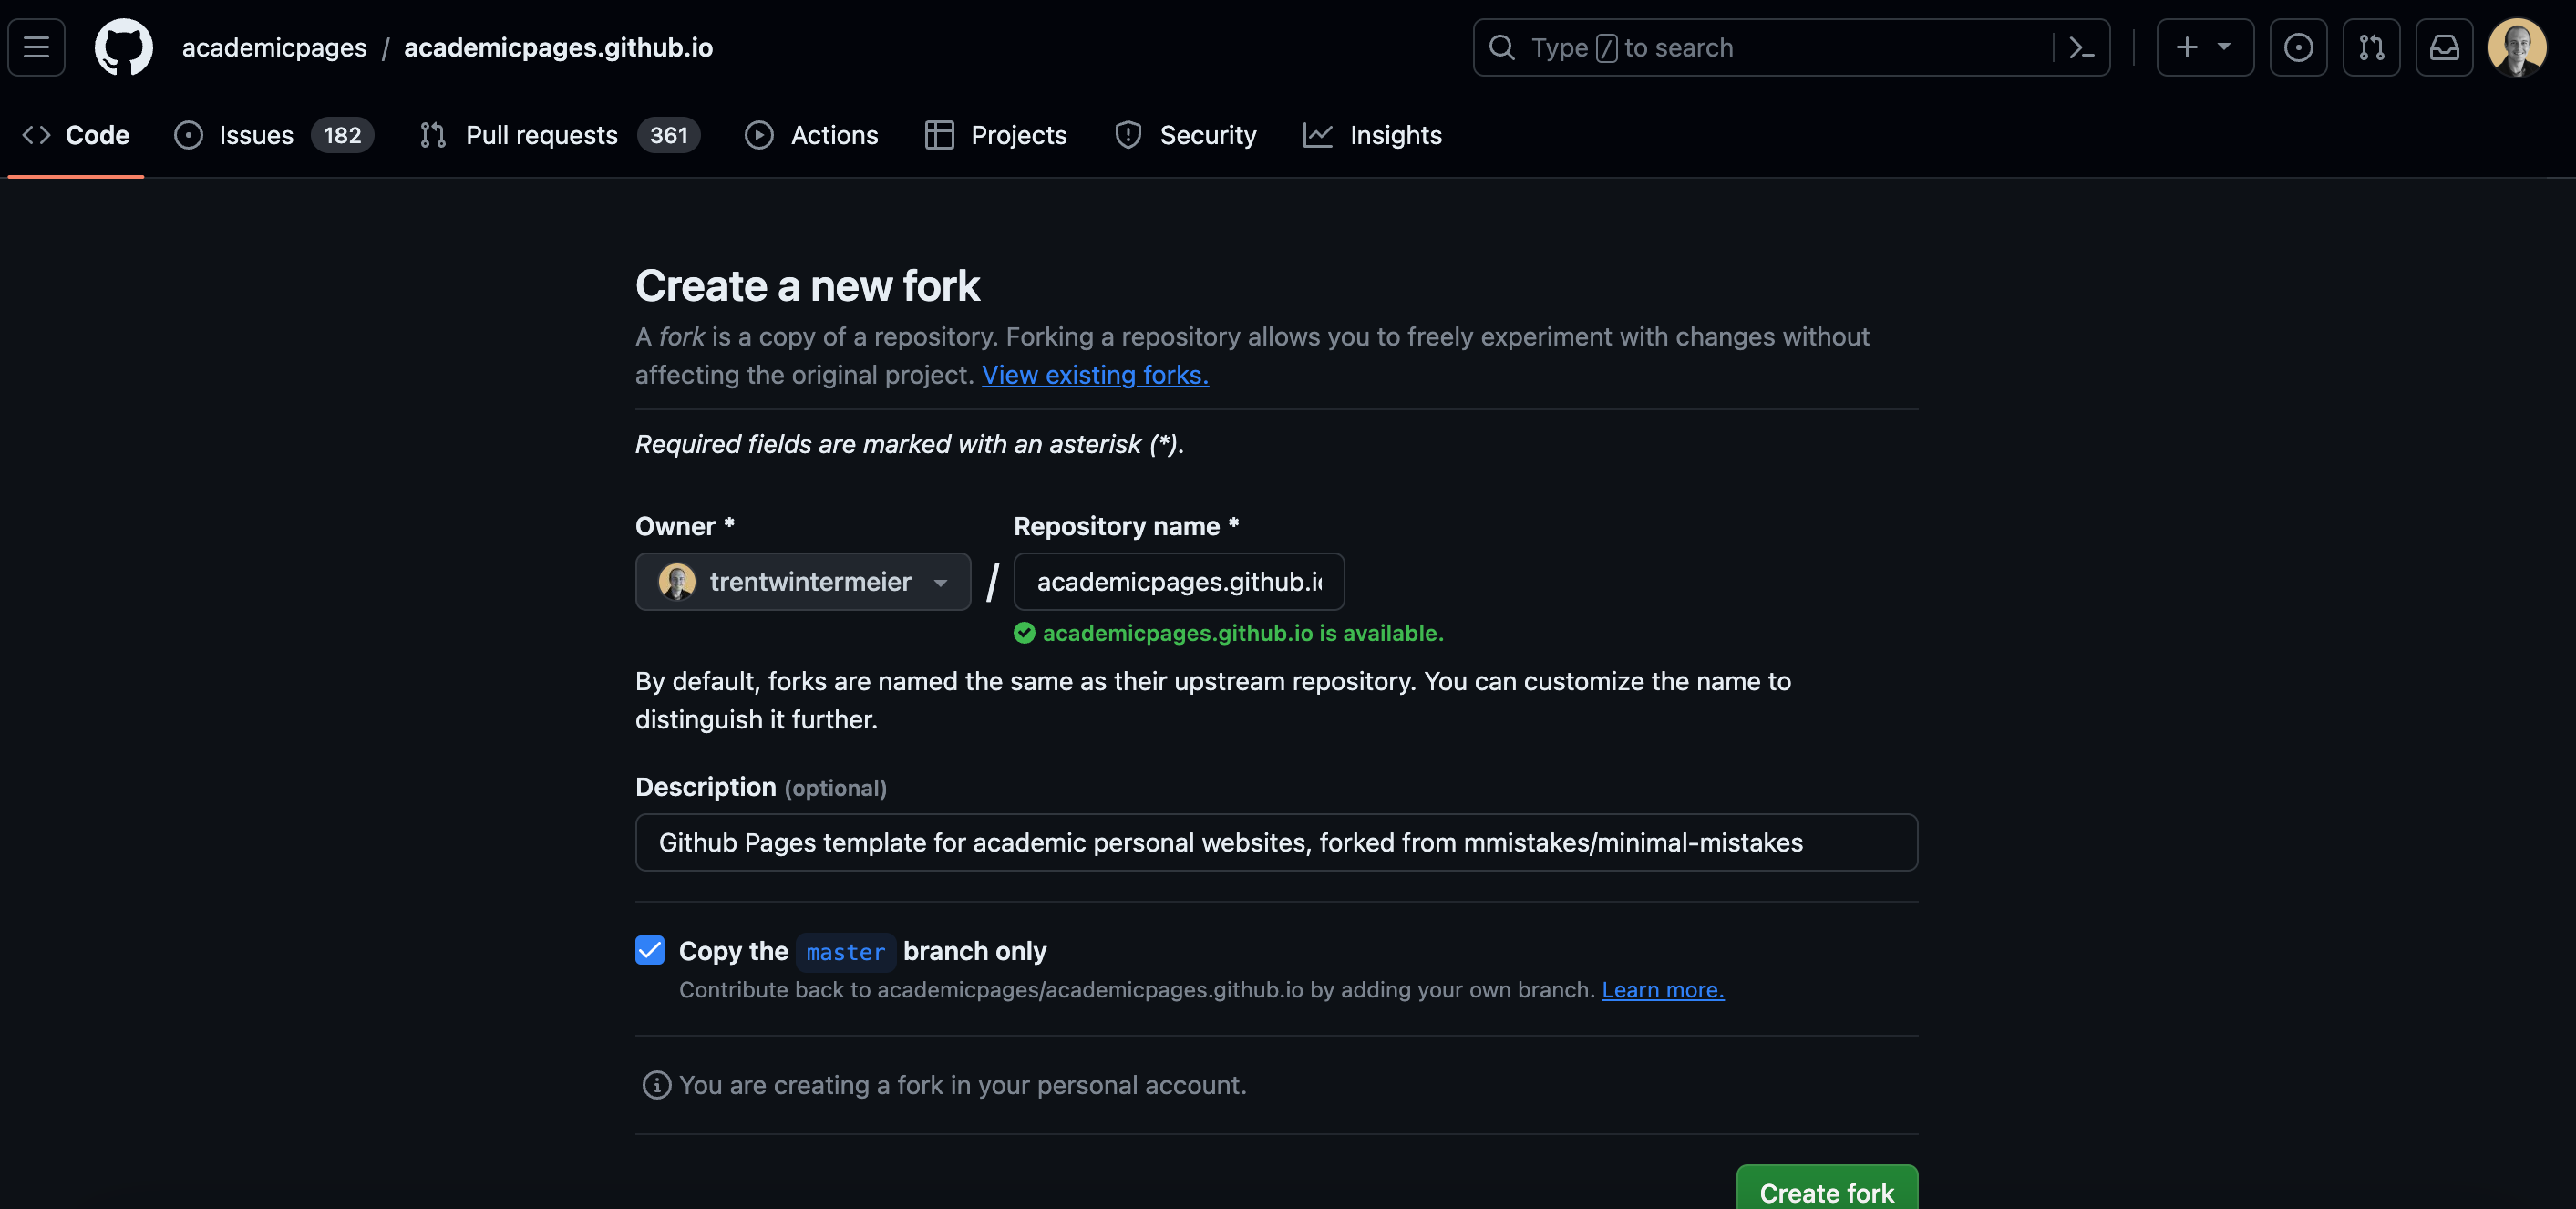 academicpages / academicpages.github.io
Type / to search
Code Issues 182 Pull requests 361 Actions Projects Security Insights
Create a new fork
A fork is a copy of a repository. Forking a repository allows you to freely experiment with changes without
affecting the original project. View existing forks.
Required fields are marked with an asterisk (*).
Owner * Repository name *
trentwintermeier / academicpages.github.io
academicpages.github.io is available.
By default, forks are named the same as their upstream repository. You can customize the name to
distinguish it further.
Description (optional)
Github Pages template for academic personal websites, forked from mmistakes/minimal-mistakes
Copy the master branch only
Contribute back to academicpages/academicpages.github.io by adding your own branch. Learn more.
You are creating a fork in your personal account.
Create fork